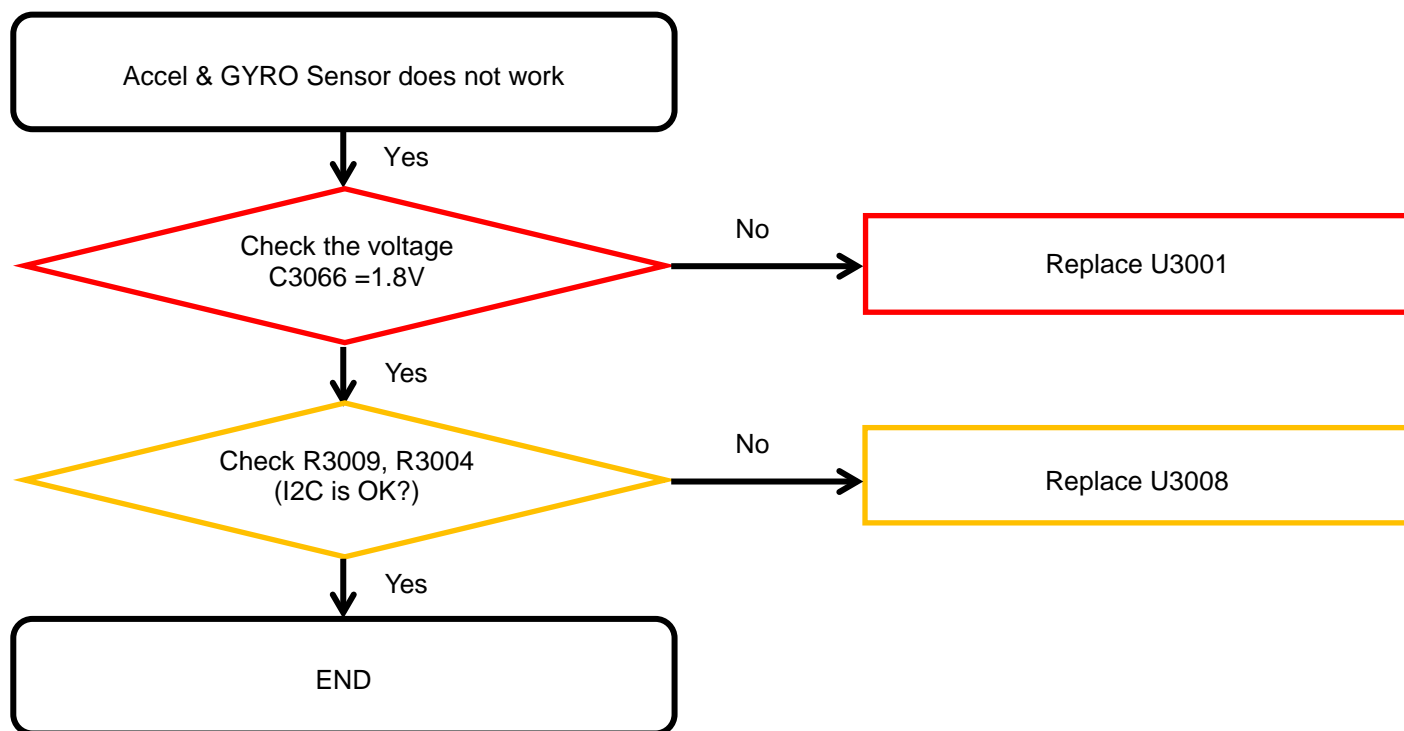 Accel & GYRO Sensor does not work
Yes
Check the voltage
C3066 =1.8V
No
Replace U3001
Yes
Check R3009, R3004
(I2C is OK?)
No
Replace U3008
Yes
END